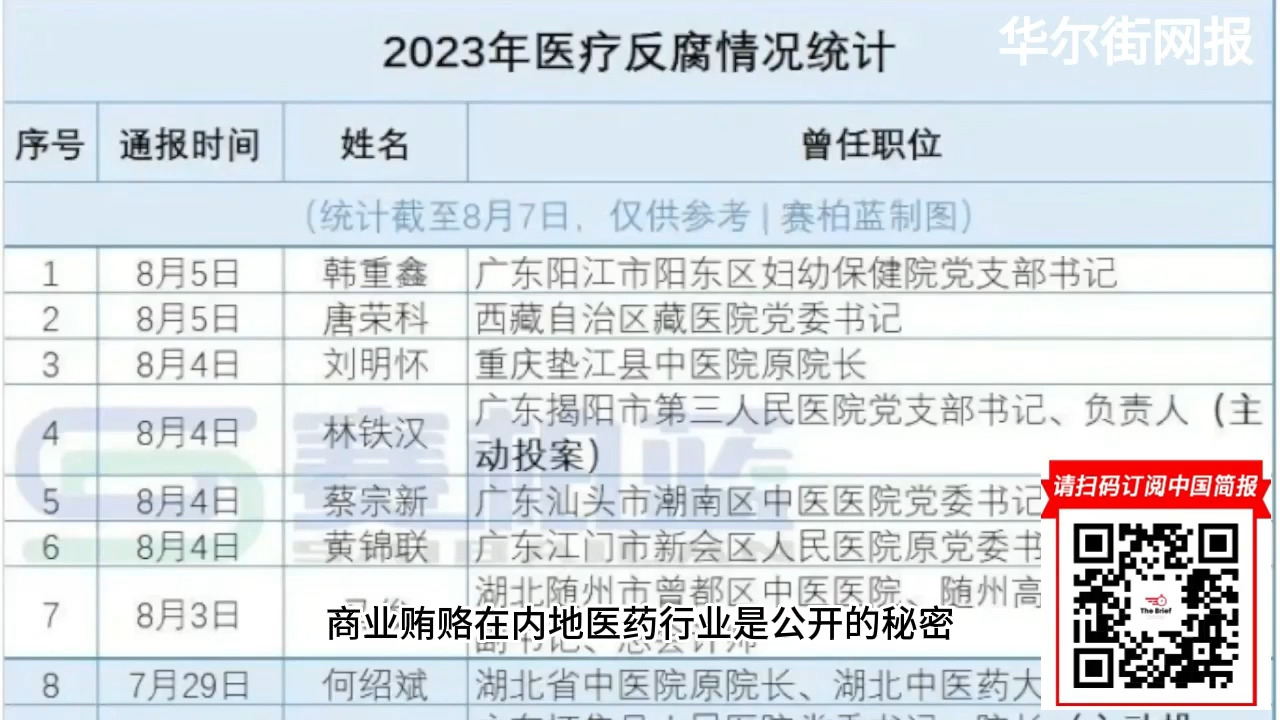 华尔街网报
2023年医疗反腐情况统计
序号 通报时间 姓名 曾任职位
（统计截至8月7日，仅供参考 | 赛柏蓝制图）
1 8月5日 韩重鑫 广东阳江市阳东区妇幼保健院党支部书记
2 8月5日 唐荣科 西藏自治区藏医院党委书记
3 8月4日 刘明怀 重庆垫江县中医院原院长
4 8月4日 林铁汉 广东揭阳市第三人民医院党支部书记、负责人（主
动投案）
赛柏蓝
5 8月4日 蔡宗新 广东汕头市潮南区中医医院党委书记
6 8月4日 黄锦联 广东江门市新会区人民医院原党委书
7 8月3日 湖北随州市曾都区中医医院、随州高
副书记、总会计师
商业贿赂在内地医药行业是公开的秘密
8 7月29日 何绍斌 湖北省中医院原院长、湖北中医药大
请扫码订阅中国简报
The Brief